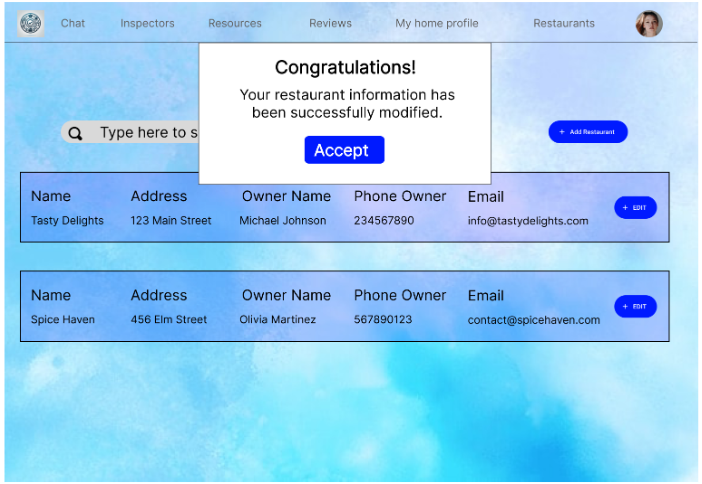 Chat Inspectors Resources Reviews My home profile Restaurants
Congratulations!
Your restaurant information has
been successfully modified.
Accept
Type here to s
+ Add Restaurant
Name Address Owner Name Phone Owner Email
Tasty Delights 123 Main Street Michael Johnson 234567890 info@tastydelights.com
+ EDIT
Name Address Owner Name Phone Owner Email
Spice Haven 456 Elm Street Olivia Martinez 567890123 contact@spicehaven.com
+ EDIT